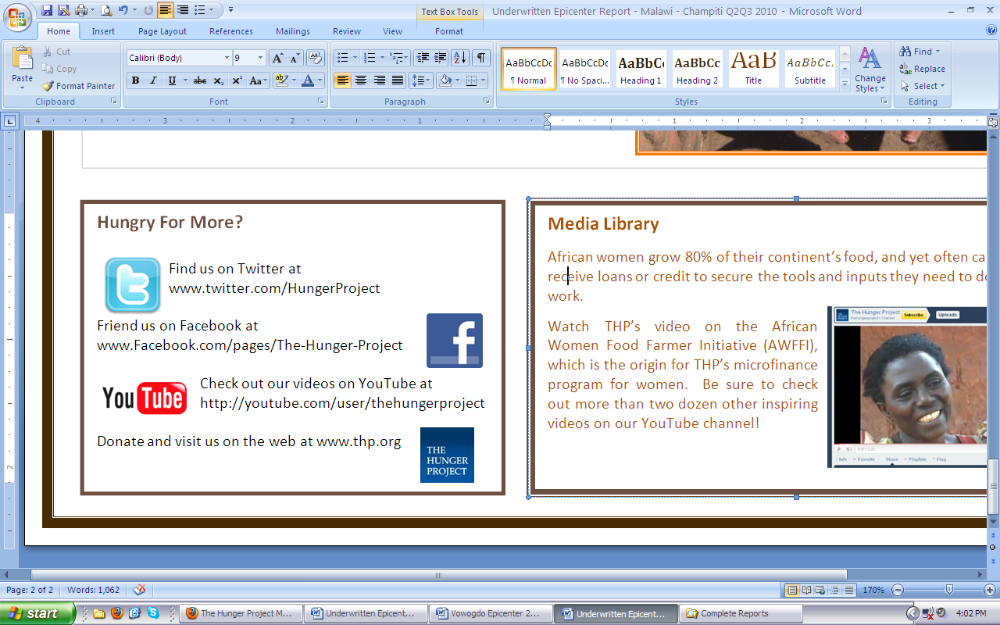 Text Box Tools
Underwritten Epicenter Report - Malawi - Champiti Q2Q3 2010 - Microsoft Word
Home Insert Page Layout References Mailings Review View Format
Paste
Cut
Copy
Format Painter
Clipboard
Calibri (Body) 9
Font
Paragraph
AaBbCcDc AaBbCcDc AaBbCc AaBbCc AaB AaBbCc.
¶ Normal ¶ No Spaci... Heading 1 Heading 2 Title Subtitle
Change Styles
Styles
Find
Replace
Select
Editing
4 3 2 1 1 2 3
Hungry For More?
Find us on Twitter at
www.twitter.com/HungerProject
Friend us on Facebook at
www.Facebook.com/pages/The-Hunger-Project
You Tube
Check out our videos on YouTube at
http://youtube.com/user/thehungerproject
Donate and visit us on the web at www.thp.org
THE
HUNGER
PROJECT
Media Library
African women grow 80% of their continent's food, and yet often ca
receive loans or credit to secure the tools and inputs they need to do
work.
Watch THP's video on the African
Women Food Farmer Initiative (AWFFI),
which is the origin for THP's microfinance
program for women. Be sure to check
out more than two dozen other inspiring
videos on our YouTube channel!
The Hunger Project
thehungerproject's Channel
Subscribe
Uploads
Info Favorite Share Playlists Flag
Page: 2 of 2 Words: 1,062
170%
start
The Hunger Project M...
Underwritten Epicent...
Vowogdo Epicenter 2...
Underwritten Epicent...
Complete Reports
4:02 PM